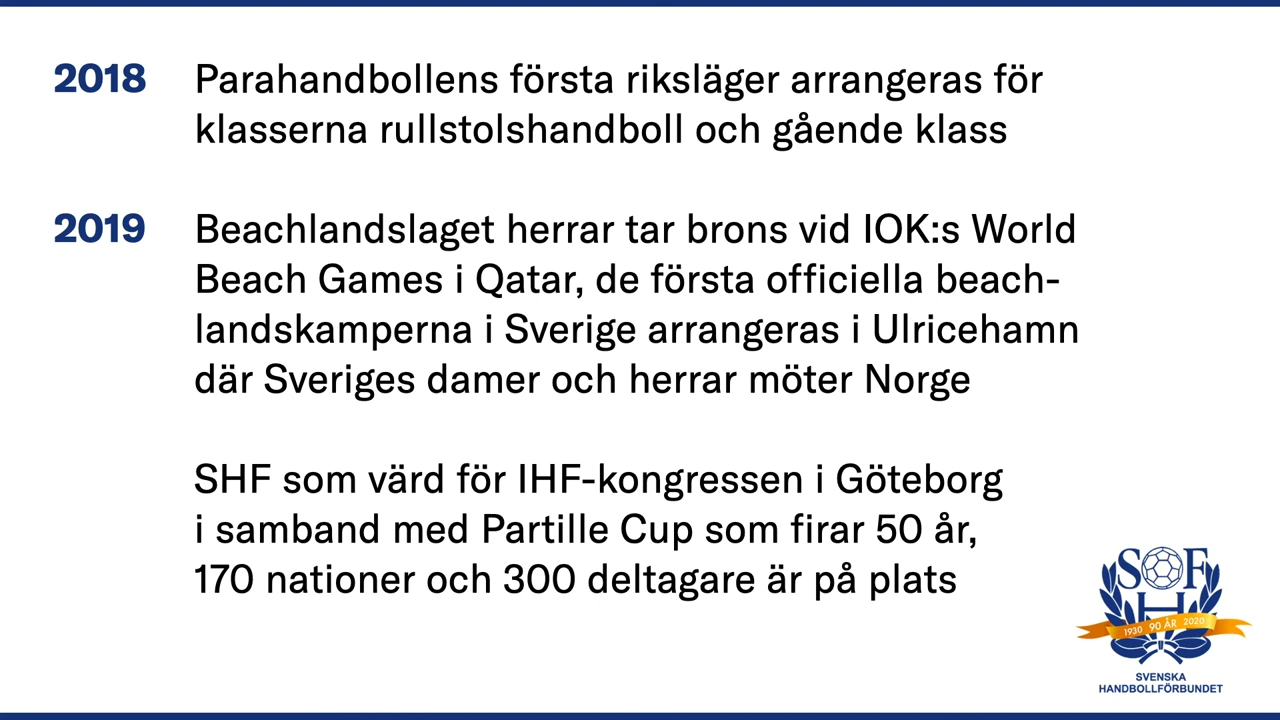 2018 Parahandbollens första riksläger arrangeras för
klasserna rullstolshandboll och gående klass
2019 Beachlandslaget herrar tar brons vid IOK:s World
Beach Games i Qatar, de första officiella beach-
landskamperna i Sverige arrangeras i Ulricehamn
där Sveriges damer och herrar möter Norge
SHF som värd för IHF-kongressen i Göteborg
i samband med Partille Cup som firar 50 år,
170 nationer och 300 deltagare är på plats
S F
H
1930 90 ÅR 2020
SVENSKA
HANDBOLLFÖRBUNDET